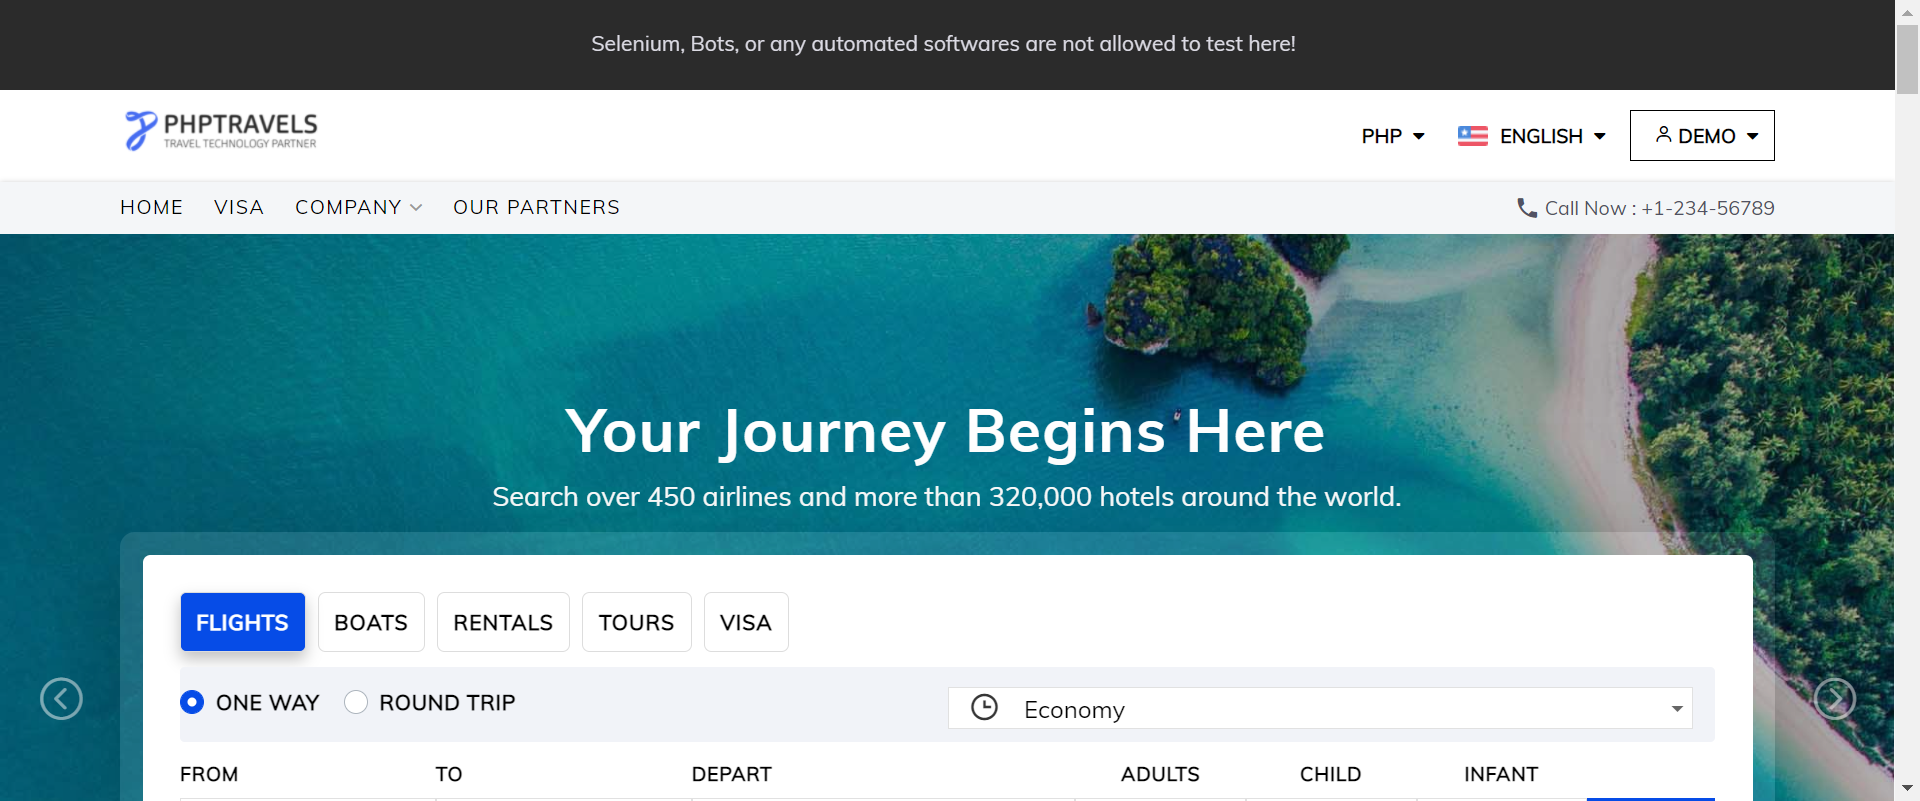 Selenium, Bots, or any automated softwares are not allowed to test here!
PHPTRAVELS
TRAVEL TECHNOLOGY PARTNER
PHP
ENGLISH
DEMO
HOME
VISA
COMPANY
OUR PARTNERS
Call Now : +1-234-56789
Your Journey Begins Here
Search over 450 airlines and more than 320,000 hotels around the world.
FLIGHTS
BOATS
RENTALS
TOURS
VISA
ONE WAY
ROUND TRIP
Economy
FROM
TO
DEPART
ADULTS
CHILD
INFANT